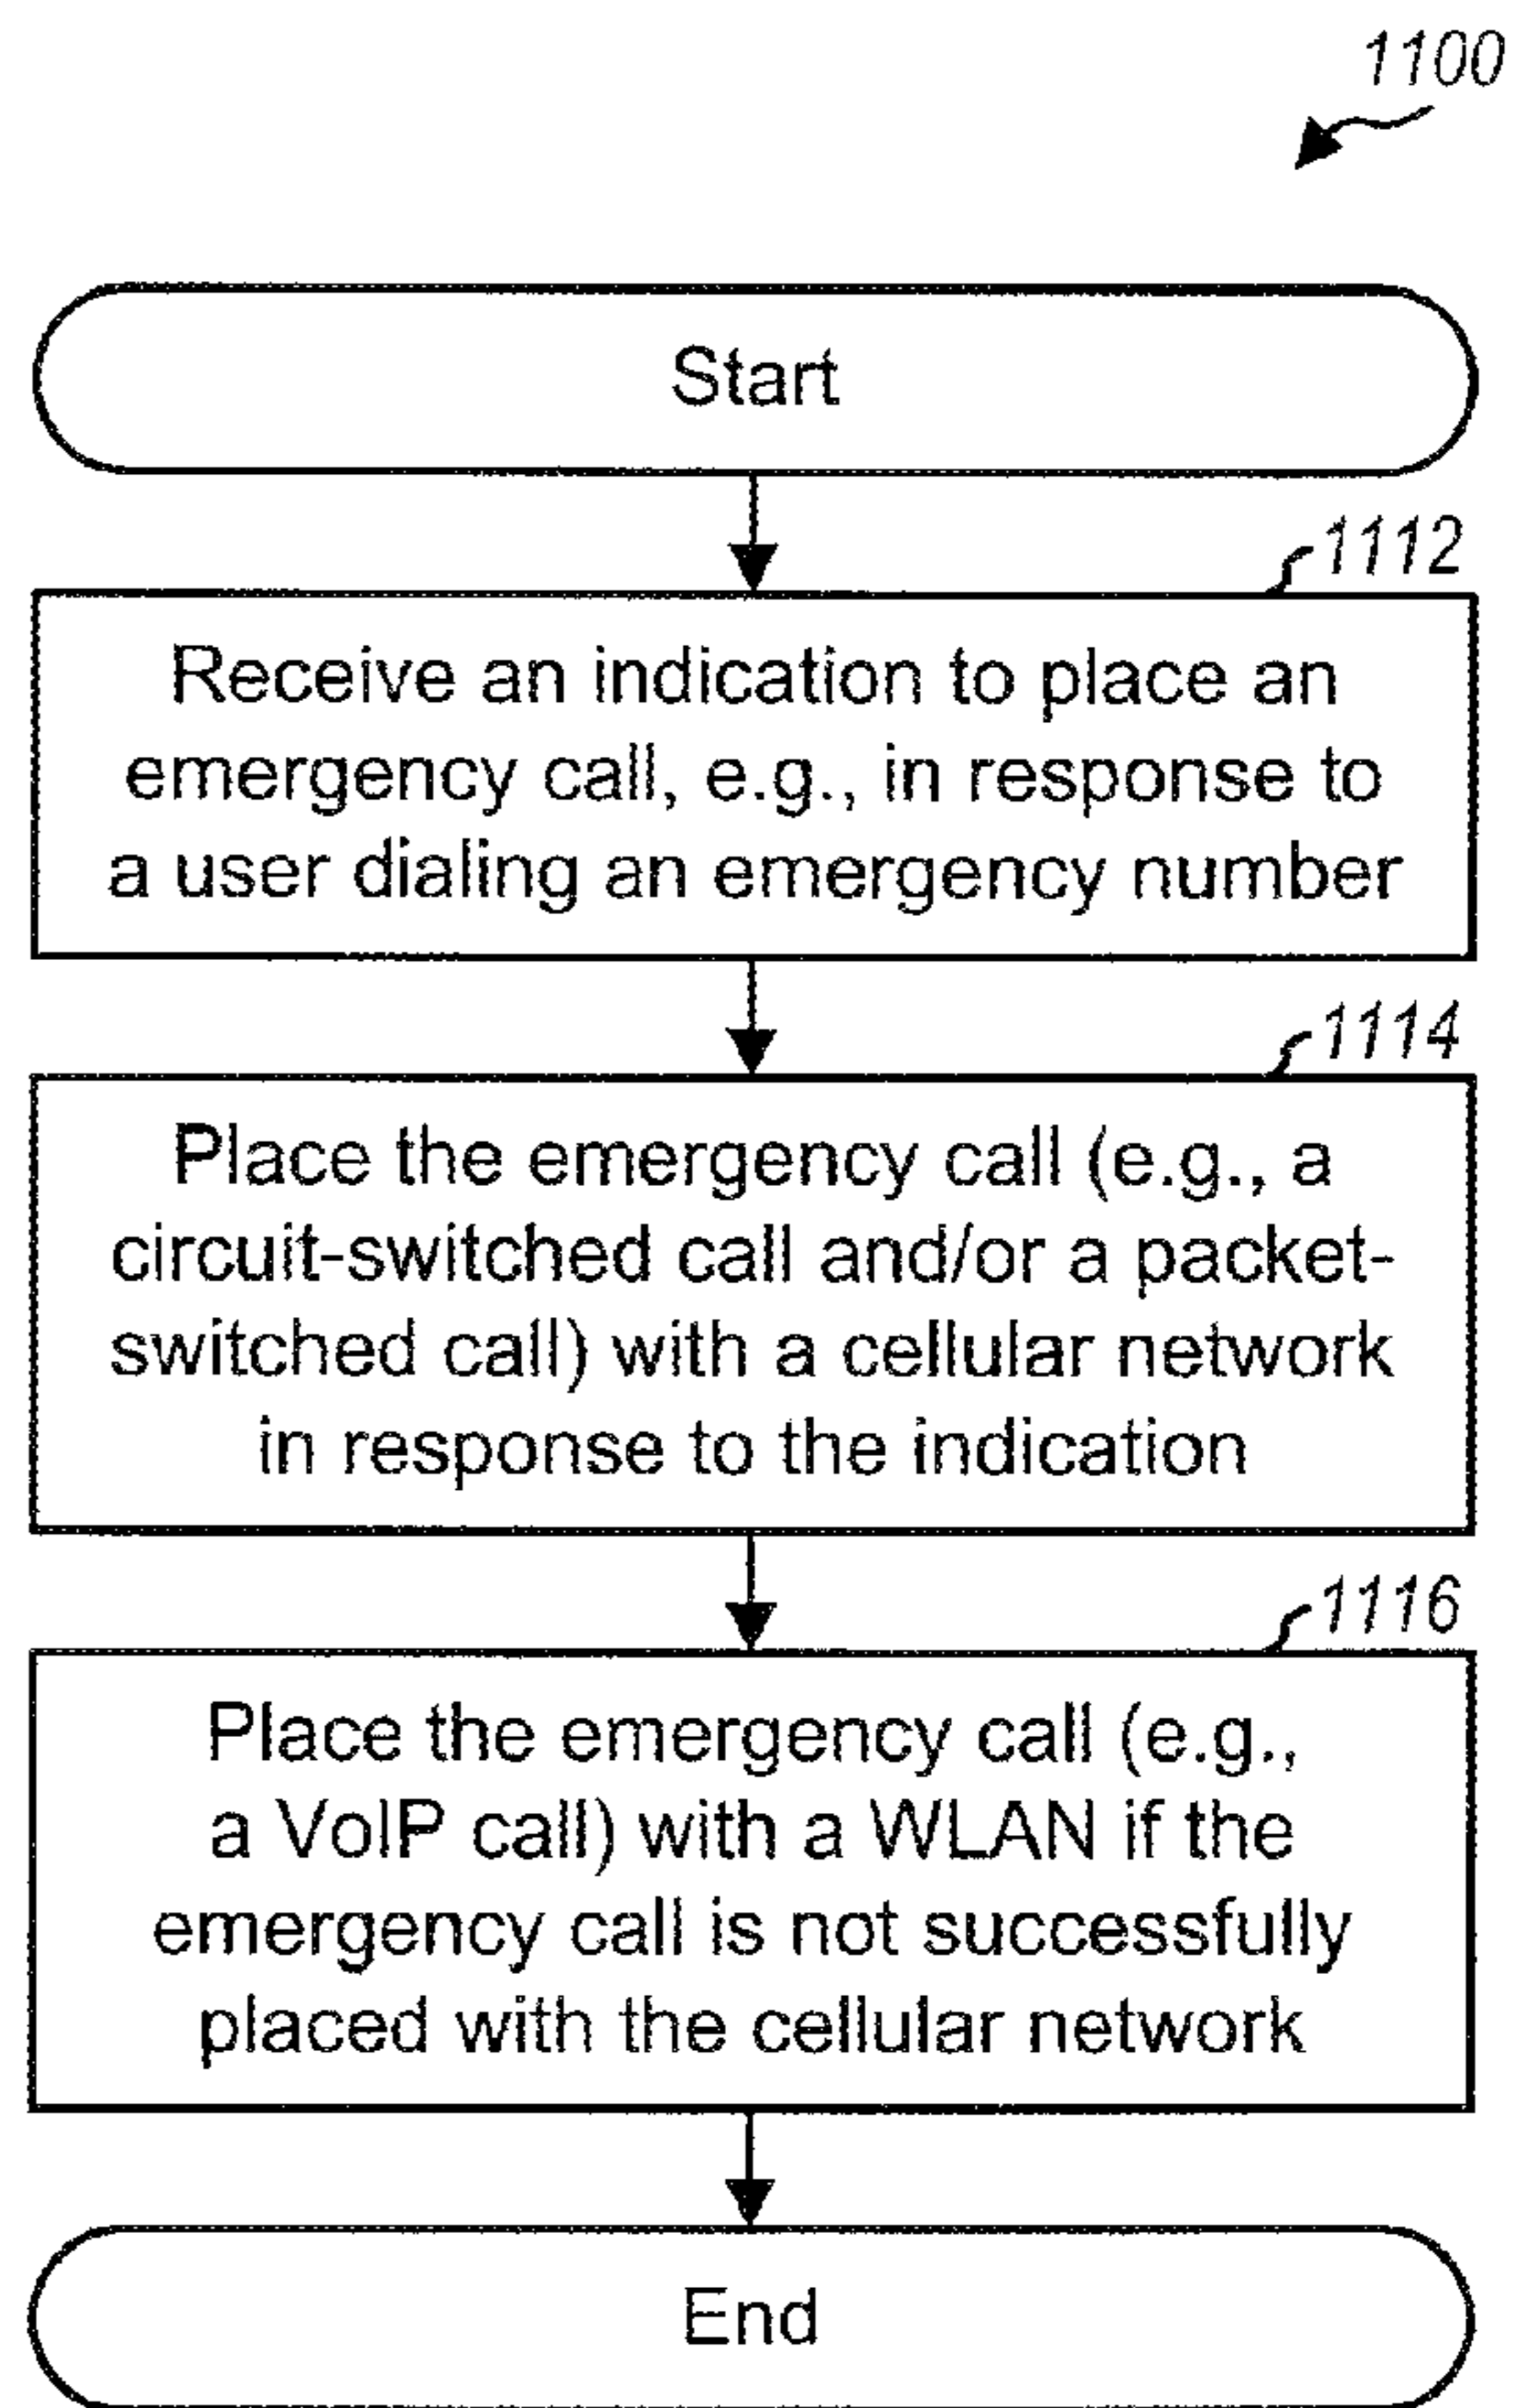 1100
Start
1112
Receive an indication to place an
emergency call, e.g., in response to
a user dialing an emergency number
1114
Place the emergency call (e.g., a
circuit-switched call and/or a packet-
switched call) with a cellular network
in response to the indication
1116
Place the emergency call (e.g.,
a VoIP call) with a WLAN if the
emergency call is not successfully
placed with the cellular network
End